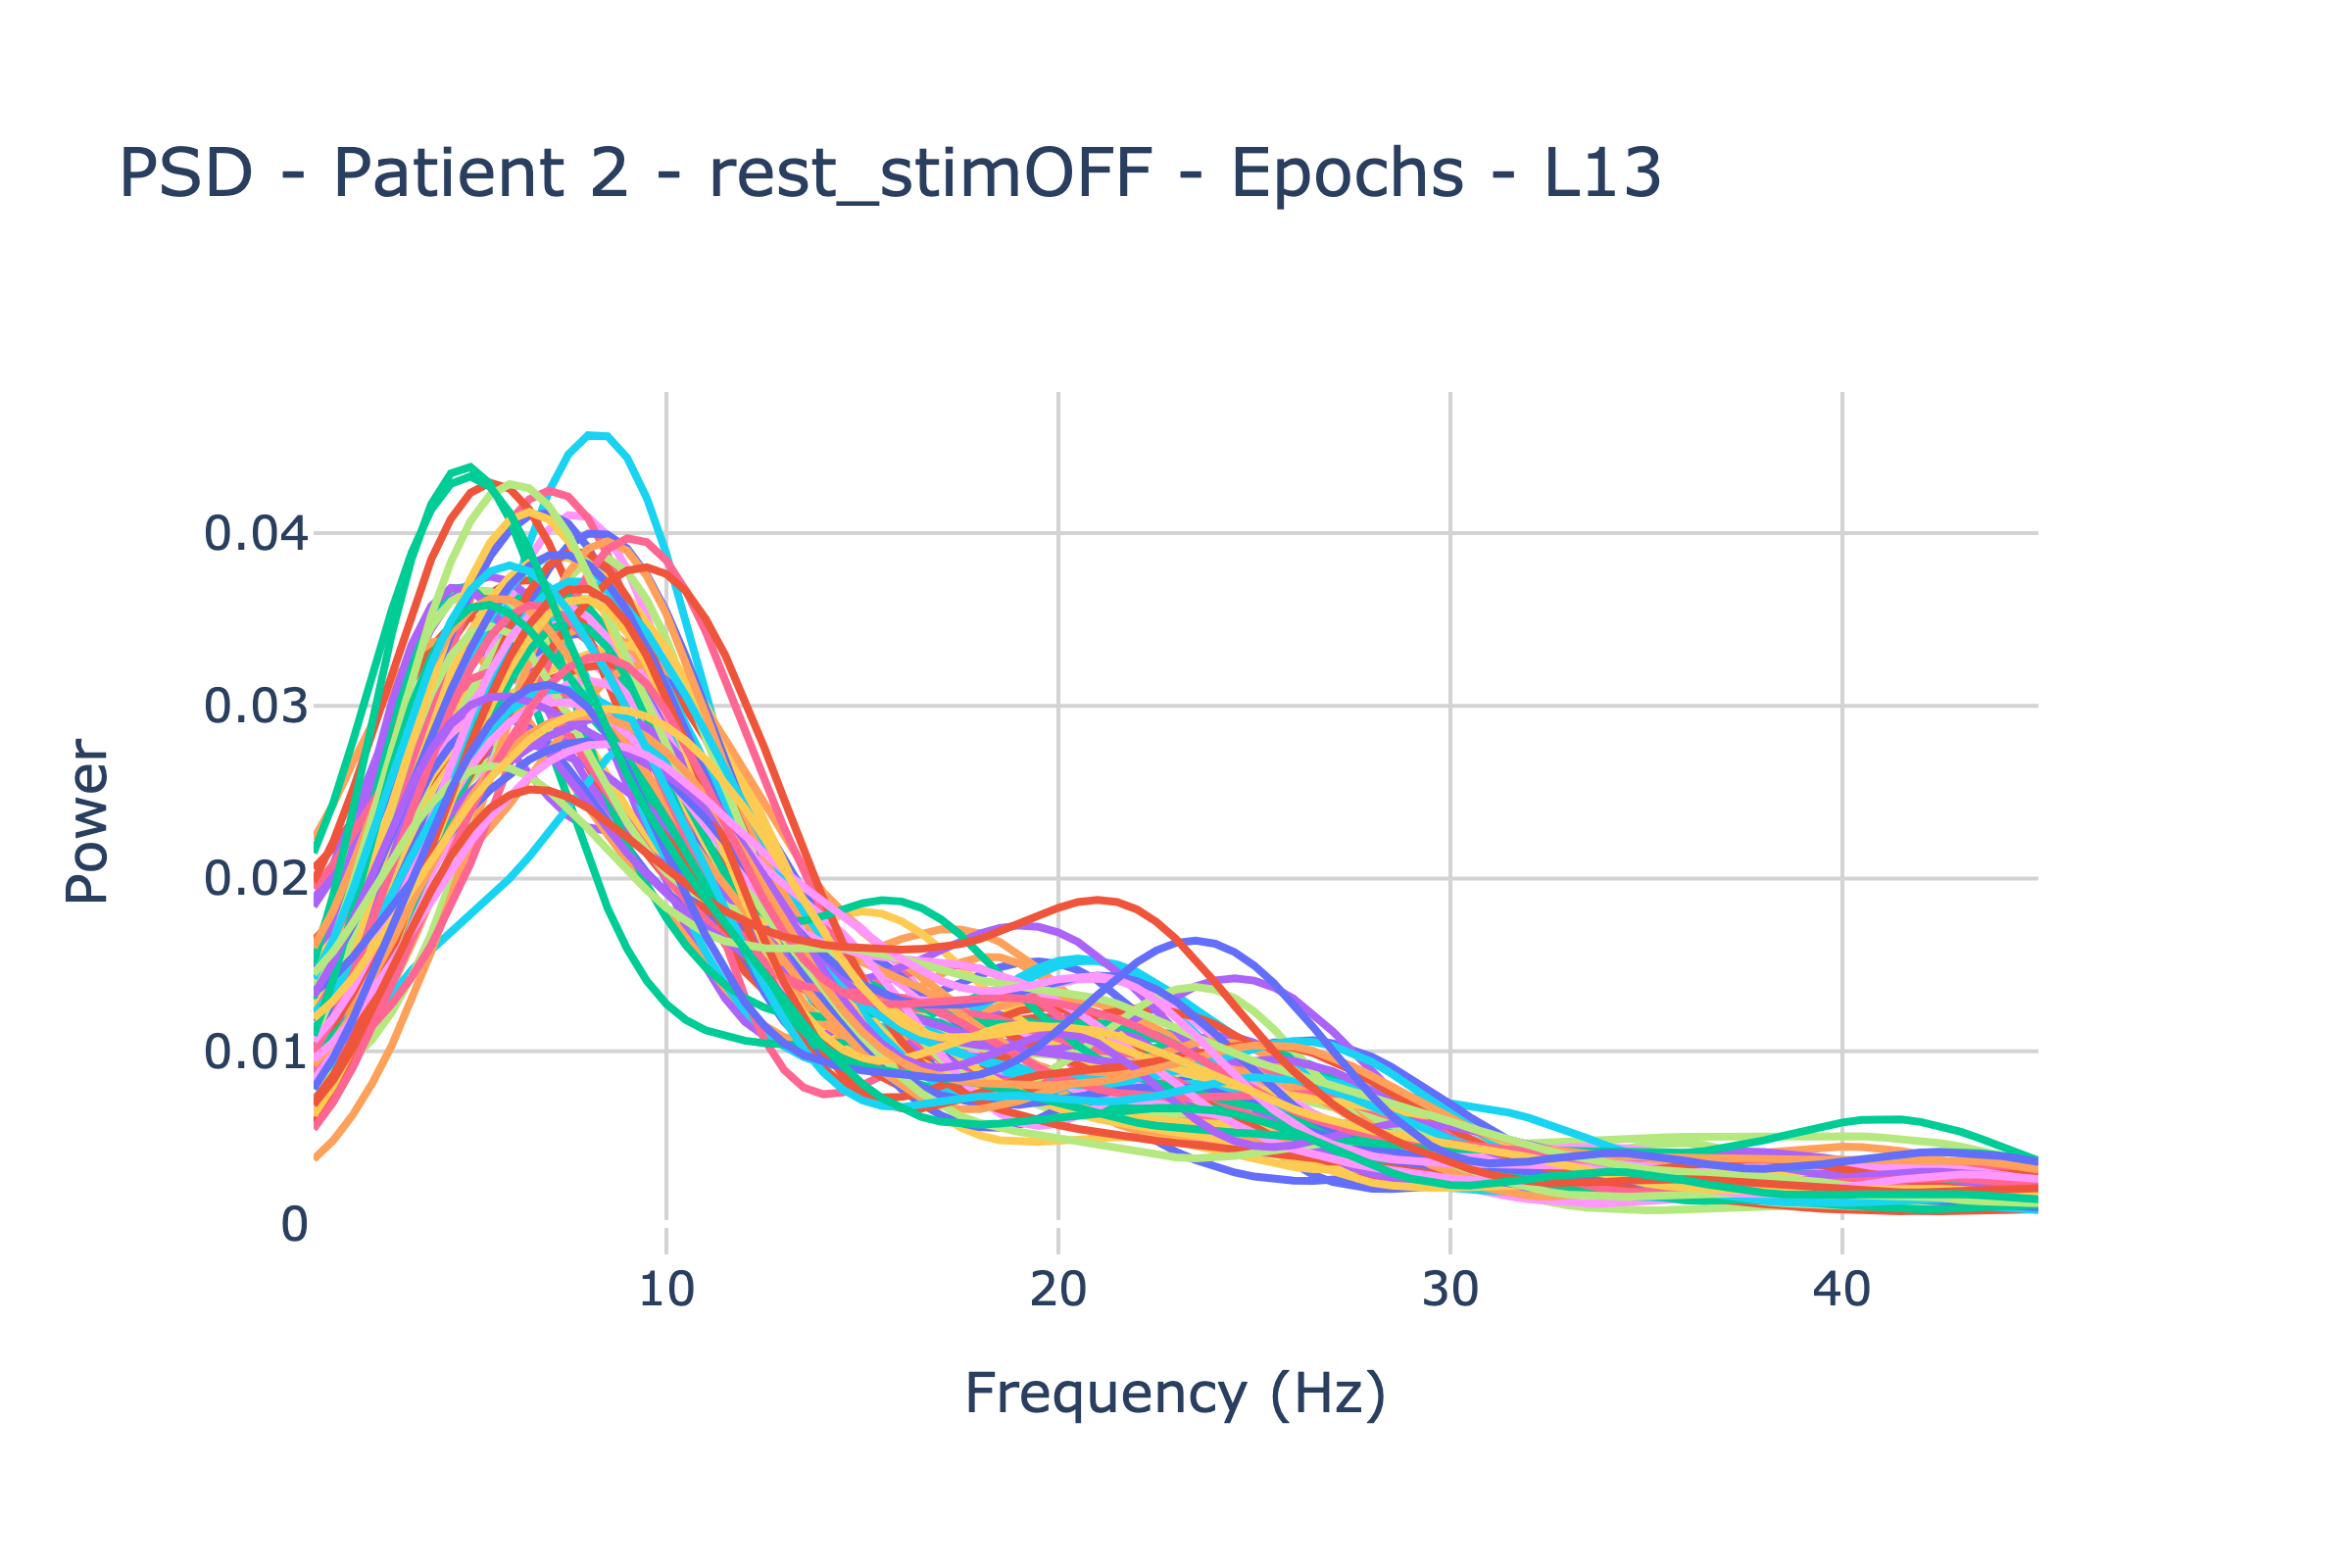 PSD - Patient 2 - rest_stimOFF - Epochs - L13
0.04
0.03
0.02
0.01
0
Power
10 20 30 40
Frequency (Hz)